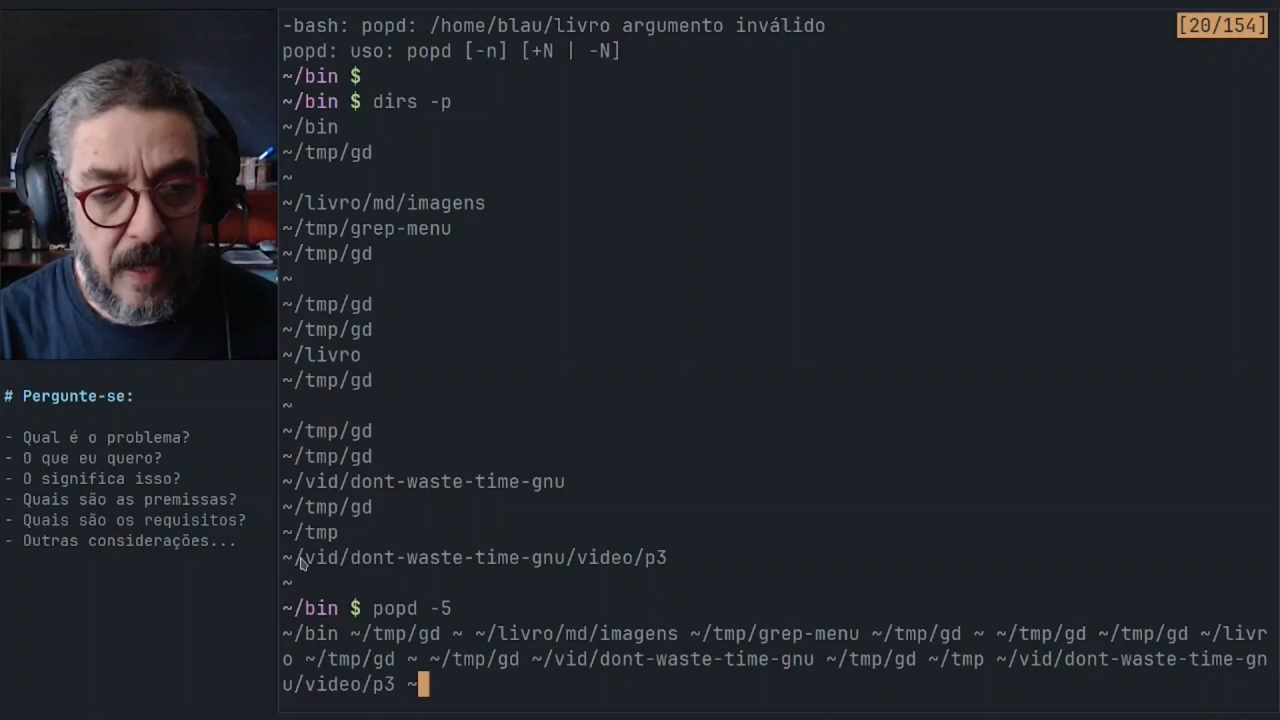 -bash: popd: /home/blau/livro argumento inválido
[20/154]
popd: uso: popd [-n] [+N | -N]
~/bin $
~/bin $ dirs -p
~/bin
~/tmp/gd
~
~/livro/md/imagens
~/tmp/grep-menu
~/tmp/gd
~
~/tmp/gd
~/tmp/gd
~/livro
~/tmp/gd
~
~/tmp/gd
~/tmp/gd
~/vid/dont-waste-time-gnu
~/tmp/gd
~/tmp
~/vid/dont-waste-time-gnu/video/p3
~
~/bin $ popd -5
~/bin ~/tmp/gd ~ ~/livro/md/imagens ~/tmp/grep-menu ~/tmp/gd ~ ~/tmp/gd ~/tmp/gd ~/livr
o ~/tmp/gd ~ ~/tmp/gd ~/vid/dont-waste-time-gnu ~/tmp/gd ~/tmp ~/vid/dont-waste-time-gn
u/video/p3 ~
# Pergunte-se:
- Qual é o problema?
- O que eu quero?
- O significa isso?
- Quais são as premissas?
- Quais são os requisitos?
- Outras considerações...